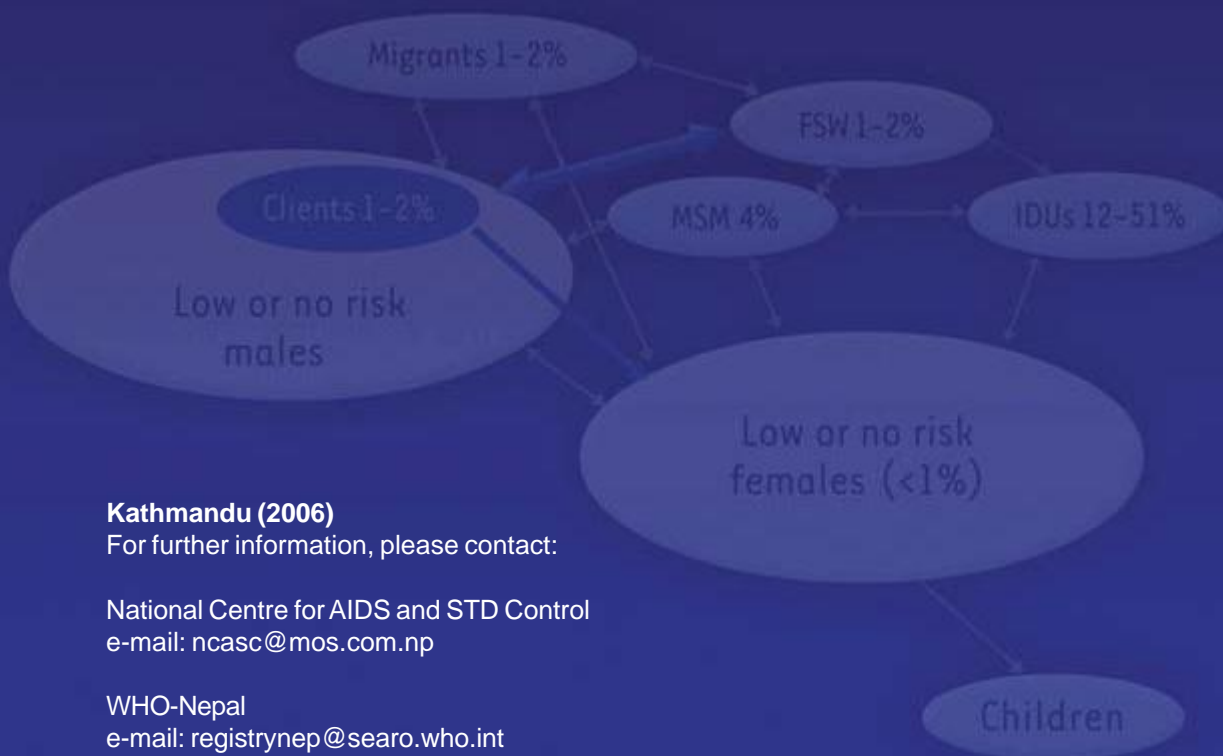 Migrants 1–2%
FSW 1–2%
Clients 1–2%
MSM 4%
IDUs 12–51%
Low or no risk
males
Low or no risk
females (<1%)
Kathmandu (2006)
For further information, please contact:
National Centre for AIDS and STD Control
e-mail: ncasc@mos.com.np
WHO-Nepal
e-mail: registrynep@searo.who.int
Children